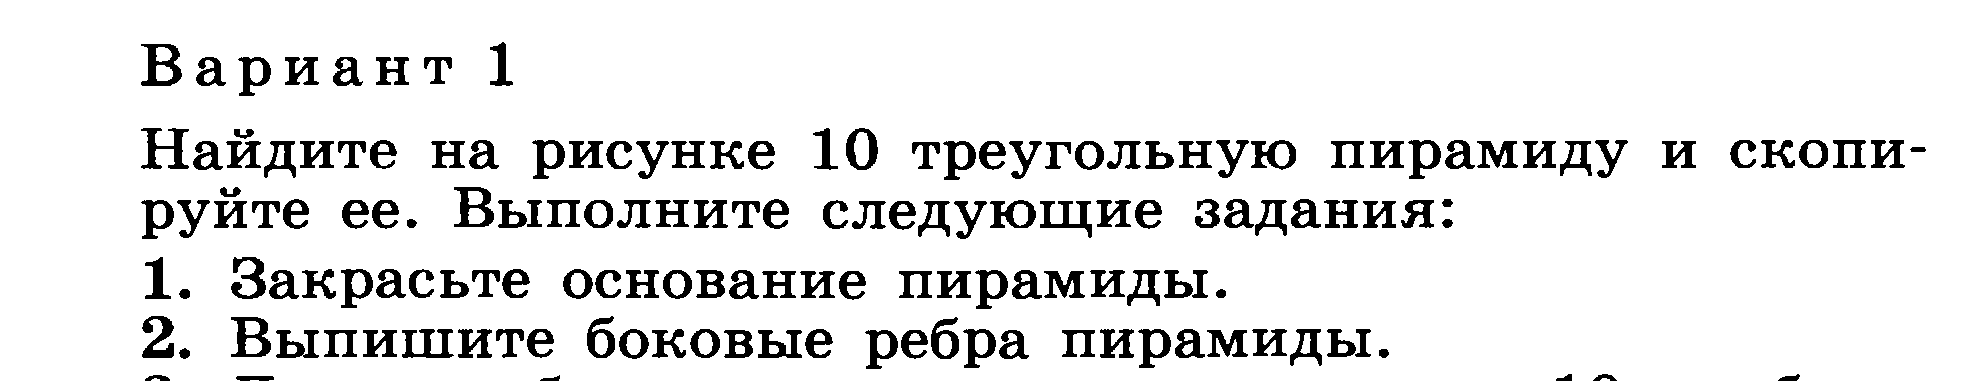 Вариант 1
Найдите на рисунке 10 треугольную пирамиду и скопи-
руйте ее. Выполните следующие задания:
1. Закрасьте основание пирамиды.
2. Выпишите боковые ребра пирамиды.